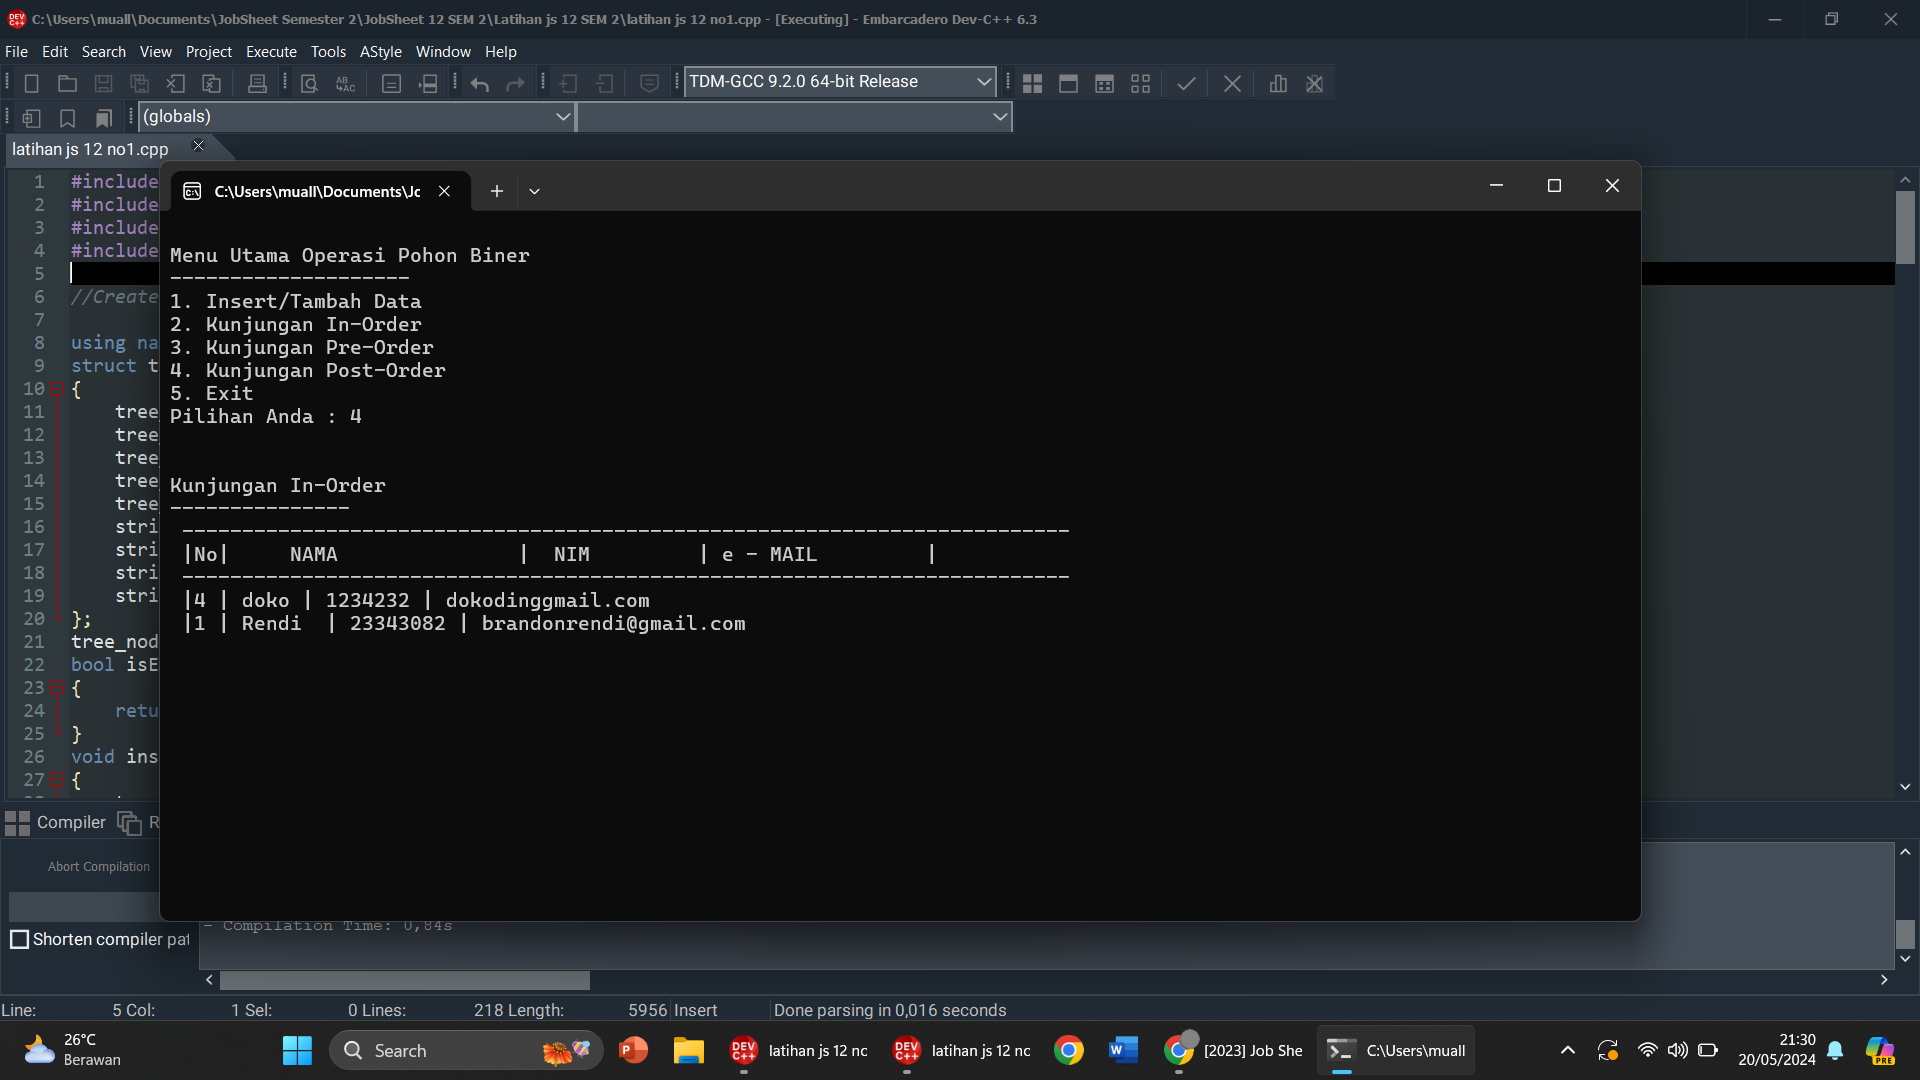 C:\Users\muall\Documents\JobSheet Semester 2\JobSheet 12 SEM 2\Latihan js 12 SEM 2\latihan js 12 no1.cpp - [Executing] - Embarcadero Dev-C++ 6.3
File Edit Search View Project Execute Tools AStyle Window Help
TDM-GCC 9.2.0 64-bit Release
(globals)
latihan js 12 no1.cpp
C:\Users\muall\Documents\Jc
1 #include
2 #include
3 #include
4 #include
5
6 //Create
7
8 using na
9 struct t
10 {
11 tree
12 tree
13 tree
14 tree
15 tree
16 stri
17 stri
18 stri
19 stri
20 };
21 tree_nod
22 bool isE
23 {
24 retu
25 }
26 void ins
27 {
Menu Utama Operasi Pohon Biner
--------------------
1. Insert/Tambah Data
2. Kunjungan In-Order
3. Kunjungan Pre-Order
4. Kunjungan Post-Order
5. Exit
Pilihan Anda : 4
Kunjungan In-Order
---------------
--------------------------------------------------------------------------
|No| NAMA | NIM | e - MAIL |
--------------------------------------------------------------------------
|4 | doko | 1234232 | dokodinggmail.com
|1 | Rendi | 23343082 | brandonrendi@gmail.com
Compiler R
Abort Compilation
Shorten compiler pat
- Compilation Time: 0,84s
Line: 5 Col: 1 Sel: 0 Lines: 218 Length: 5956 Insert Done parsing in 0,016 seconds
26°C
Berawan
Search
latihan js 12 nc
latihan js 12 nc
[2023] Job She
C:\Users\muall
21:30
20/05/2024
PRE